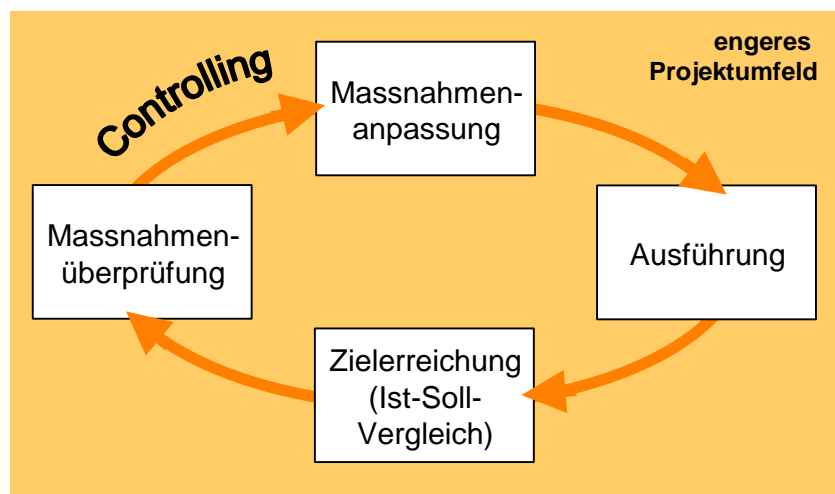 engeres
Projektumfeld
Controlling
Massnahmen-
anpassung
Massnahmen-
überprüfung
Ausführung
Zielerreichung
(Ist-Soll-
Vergleich)